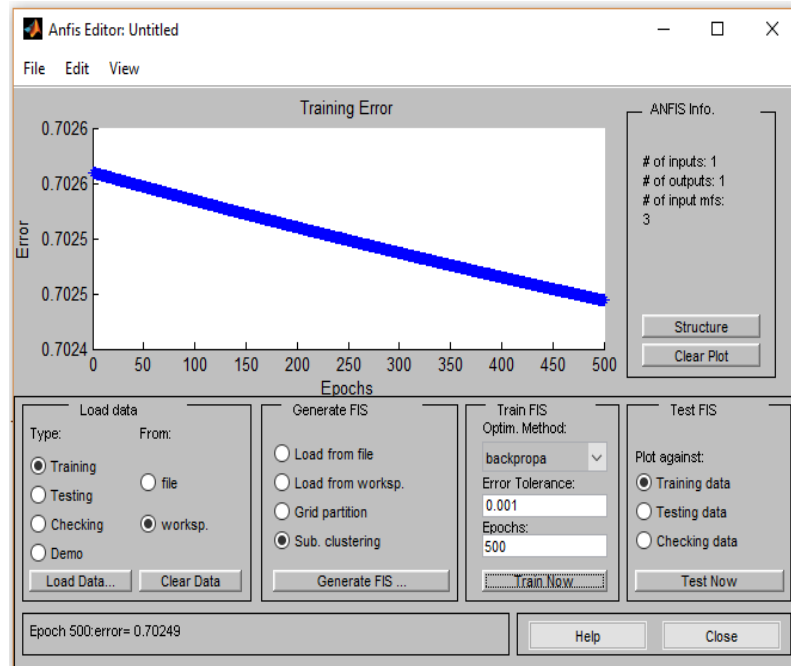 Anfis Editor: Untitled
File Edit View
Training Error
0.7026
0.7026
0.7025
0.7025
0.7024
Error
0 50 100 150 200 250 300 350 400 450 500
Epochs
ANFIS Info.
# of inputs: 1
# of outputs: 1
# of input mfs:
3
Structure
Clear Plot
Load data
Type: From:
Training
Testing
Checking
Demo
file
worksp.
Load Data...
Clear Data
Generate FIS
Load from file
Load from worksp.
Grid partition
Sub. clustering
Generate FIS ...
Train FIS
Optim. Method:
backpropa
Error Tolerance:
0.001
Epochs:
500
Train Now
Test FIS
Plot against:
Training data
Testing data
Checking data
Test Now
Epoch 500:error= 0.70249
Help
Close